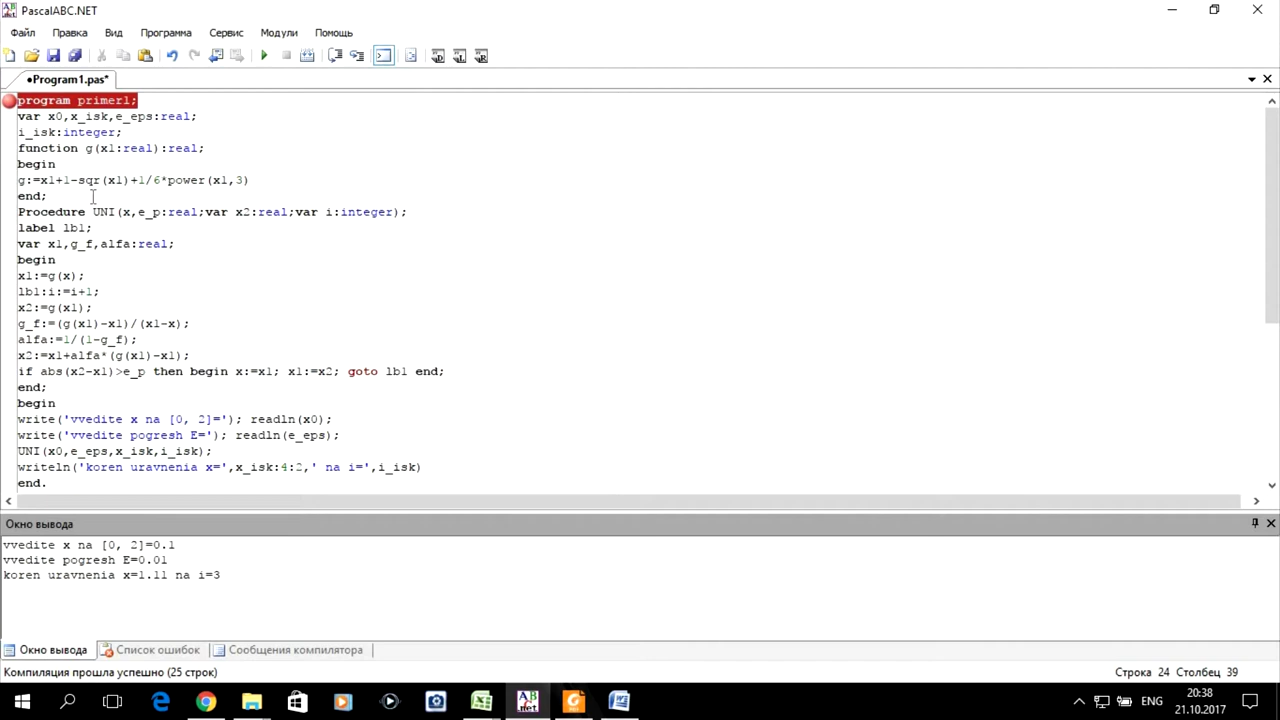 PascalABC.NET
Файл Правка Вид Программа Сервис Модули Помощь
•Program1.pas*
program primer1;
var x0,x_isk,e_eps:real;
i_isk:integer;
function g(x1:real):real;
begin
g:=x1+1-sqr(x1)+1/6*power(x1,3)
end;
Procedure UNI(x,e_p:real;var x2:real;var i:integer);
label lb1;
var x1,g_f,alfa:real;
begin
x1:=g(x);
lb1:i:=i+1;
x2:=g(x1);
g_f:=(g(x1)-x1)/(x1-x);
alfa:=1/(1-g_f);
x2:=x1+alfa*(g(x1)-x1);
if abs(x2-x1)>e_p then begin x:=x1; x1:=x2; goto lb1 end;
end;
begin
write('vvedite x na [0, 2]='); readln(x0);
write('vvedite pogresh E='); readln(e_eps);
UNI(x0,e_eps,x_isk,i_isk);
writeln('koren uravnenia x=',x_isk:4:2,' na i=',i_isk)
end.
Окно вывода
vvedite x na [0, 2]=0.1
vvedite pogresh E=0.01
koren uravnenia x=1.11 na i=3
Окно вывода Список ошибок Сообщения компилятора
Компиляция прошла успешно (25 строк) Строка 24 Столбец 39
ENG 20:38
21.10.2017